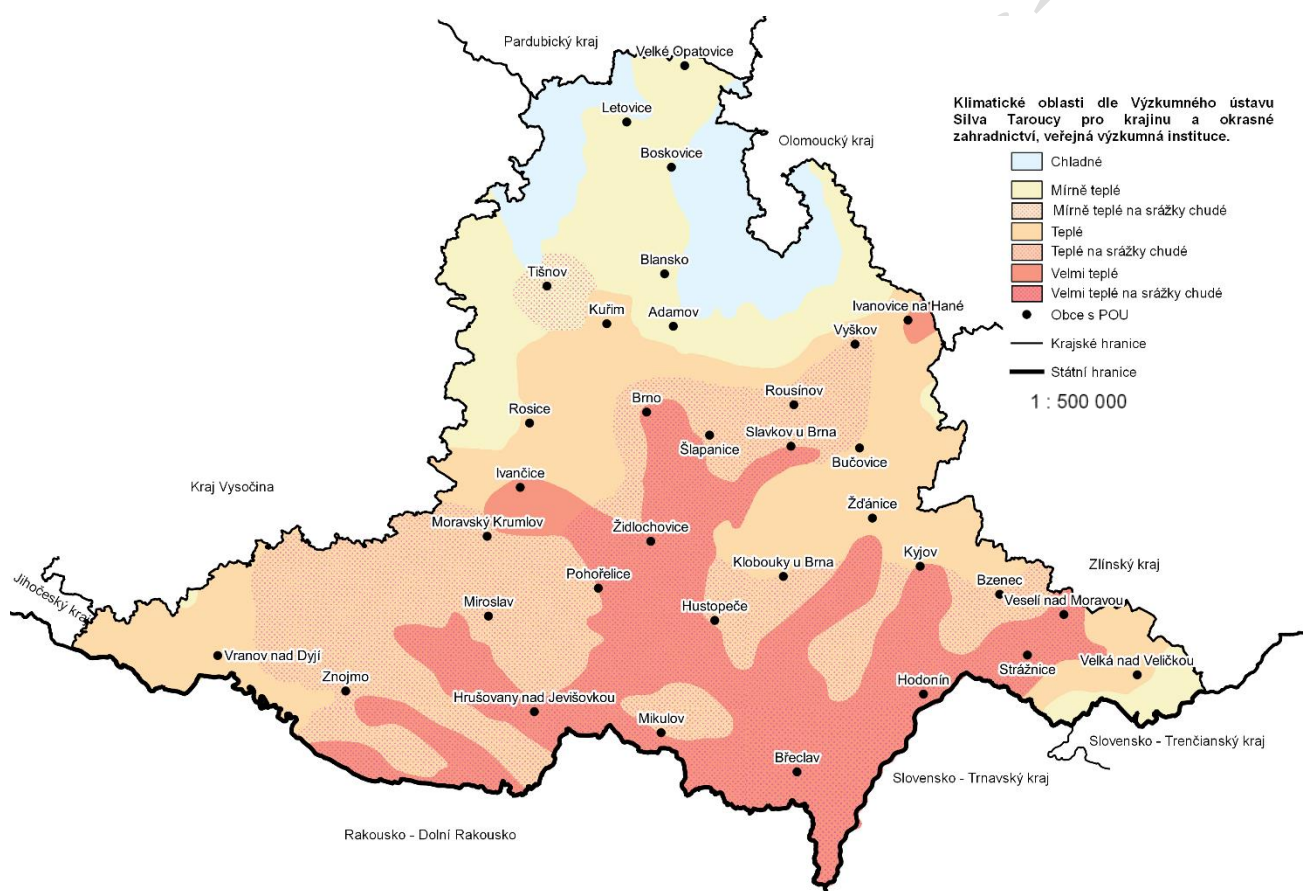 Pardubický kraj
Velké Opatovice
Letovice
Boskovice
Olomoucký kraj
Klimatické oblasti dle Výzkumného ústavu
Silva Taroucy pro krajinu a okrasné
zahradnictví, veřejná výzkumná instituce.
Chladné
Mírně teplé
Mírně teplé na srážky chudé
Teplé
Teplé na srážky chudé
Velmi teplé
Velmi teplé na srážky chudé
Obce s POU
Krajské hranice
Státní hranice
1 : 500 000
Blansko
Tišnov
Kuřim
Adamov
Ivanovice na Hané
Vyškov
Rousínov
Brno
Rosice
Šlapanice
Slavkov u Brna
Bučovice
Ivančice
Kraj Vysočina
Moravský Krumlov
Židlochovice
Ždánice
Klobouky u Brna
Kyjov
Zlínský kraj
Jihočeský kraj
Pohořelice
Bzenec
Miroslav
Hustopeče
Veselí nad Moravou
Vranov nad Dyjí
Znojmo
Strážnice
Velká nad Veličkou
Hodonín
Hrušovany nad Jevišovkou
Mikulov
Slovensko - Trenčianský kraj
Břeclav
Slovensko - Trnavský kraj
Rakousko - Dolní Rakousko